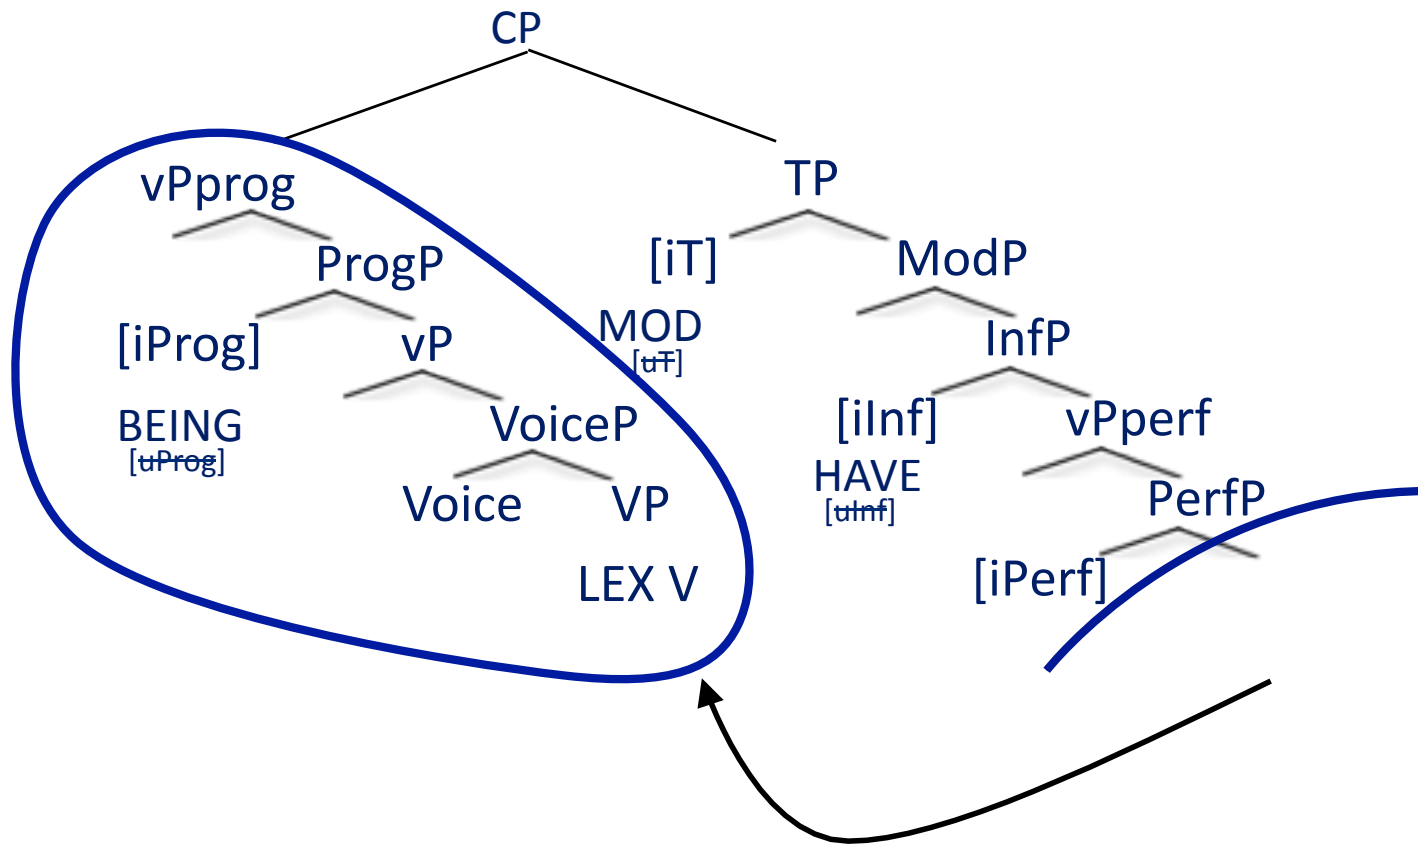 CP
vPprog
TP
ProgP
[iT]
ModP
[iProg]
vP
MOD
[uT]
InfP
BEING
[uProg]
VoiceP
[iInf]
vPperf
HAVE
[uInf]
Voice
VP
PerfP
LEX V
[iPerf]